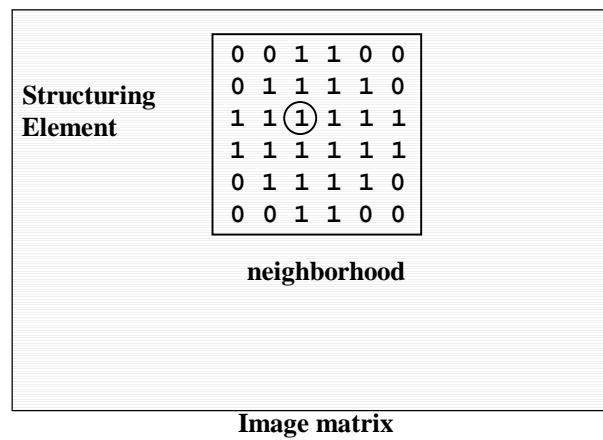 0 0 1 1 0 0
0 1 1 1 1 0
Structuring
Element
1 1 1 1 1 1
1 1 1 1 1 1
0 1 1 1 1 0
0 0 1 1 0 0
neighborhood
Image matrix